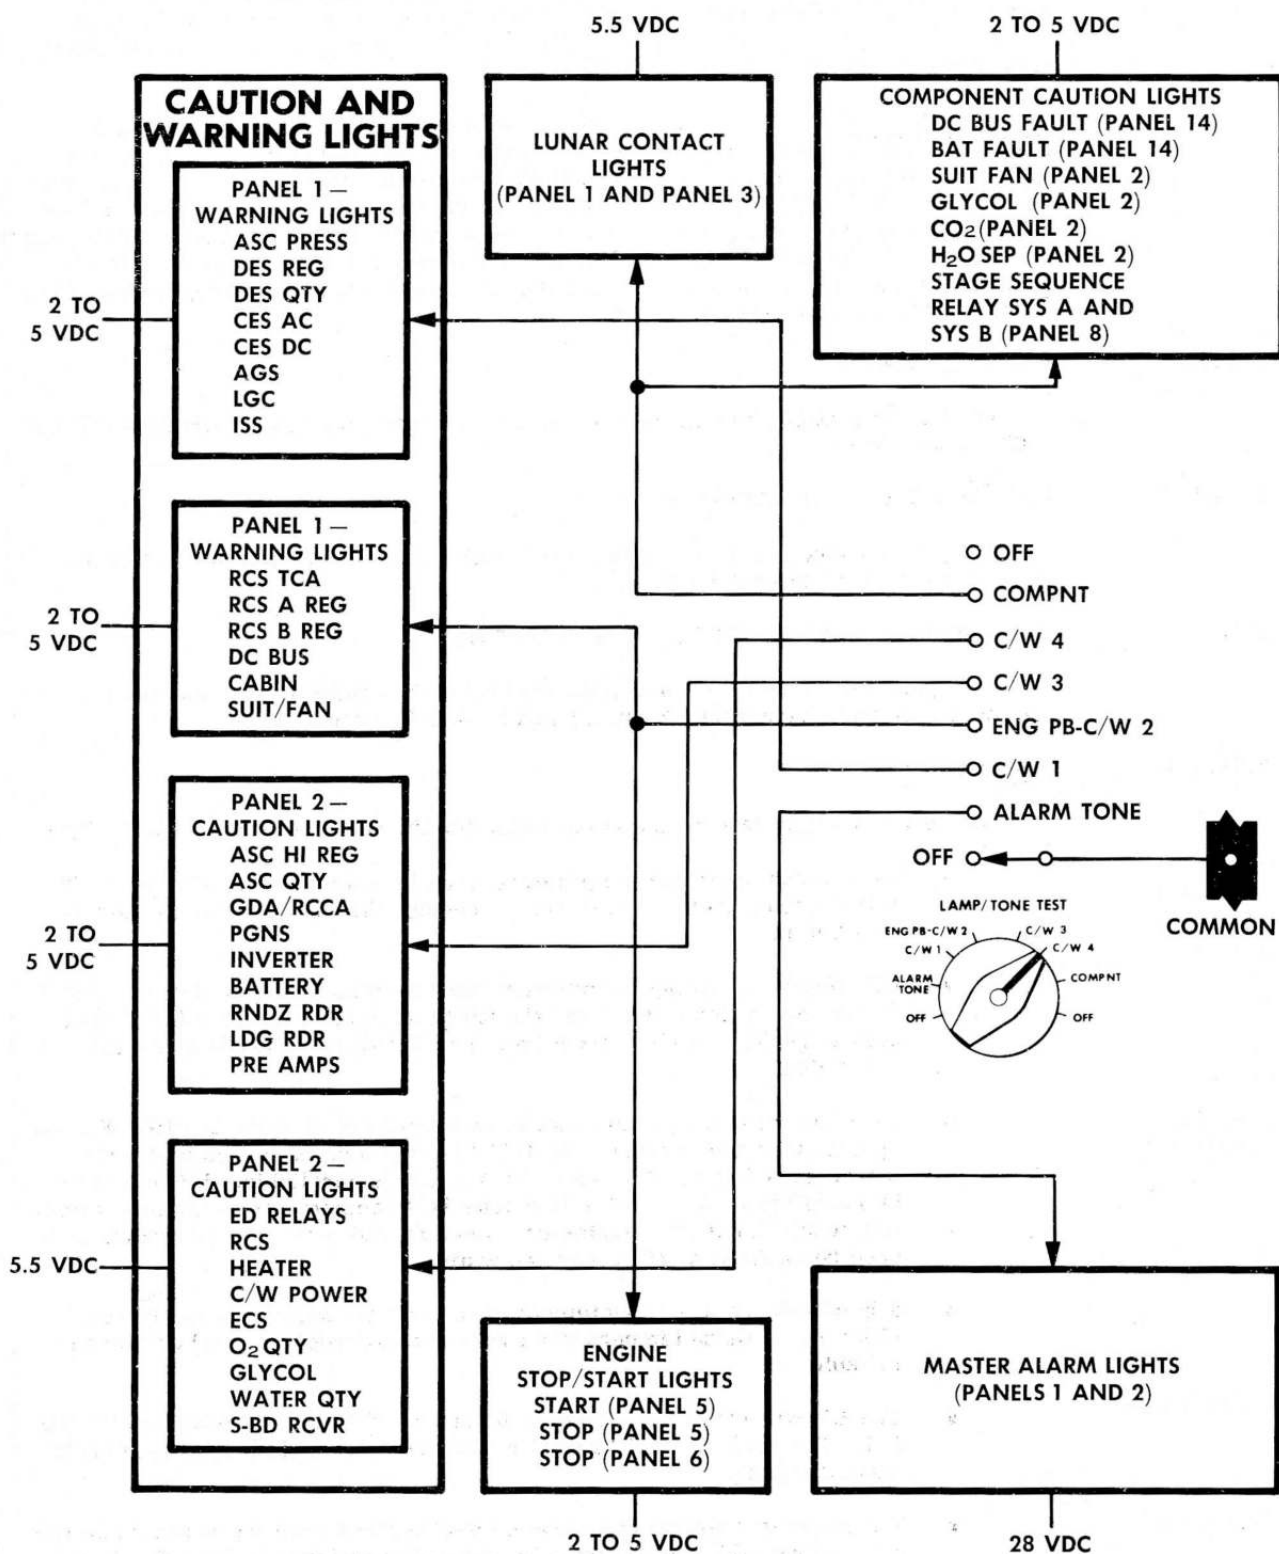 5.5 VDC
2 TO 5 VDC
CAUTION AND
WARNING LIGHTS
PANEL 1—
WARNING LIGHTS
ASC PRESS
DES REG
DES QTY
CES AC
CES DC
AGS
LGC
ISS
2 TO
5 VDC
PANEL 1—
WARNING LIGHTS
RCS TCA
RCS A REG
RCS B REG
DC BUS
CABIN
SUIT/FAN
2 TO
5 VDC
PANEL 2—
CAUTION LIGHTS
ASC HI REG
ASC QTY
GDA/RCCA
PGNS
INVERTER
BATTERY
RNDZ RDR
LDG RDR
PRE AMPS
2 TO
5 VDC
PANEL 2—
CAUTION LIGHTS
ED RELAYS
RCS
HEATER
C/W POWER
ECS
O₂ QTY
GLYCOL
WATER QTY
S-BD RCVR
5.5 VDC
LUNAR CONTACT
LIGHTS
(PANEL 1 AND PANEL 3)
COMPONENT CAUTION LIGHTS
DC BUS FAULT (PANEL 14)
BAT FAULT (PANEL 14)
SUIT FAN (PANEL 2)
GLYCOL (PANEL 2)
CO₂ (PANEL 2)
H₂O SEP (PANEL 2)
STAGE SEQUENCE
RELAY SYS A AND
SYS B (PANEL 8)
OFF
COMPNT
C/W 4
C/W 3
ENG PB-C/W 2
C/W 1
ALARM TONE
OFF
COMMON
LAMP/TONE TEST
ENG PB-C/W 2
C/W 3
C/W 1
C/W 4
ALARM
TONE
COMPNT
OFF
OFF
ENGINE
STOP/START LIGHTS
START (PANEL 5)
STOP (PANEL 5)
STOP (PANEL 6)
2 TO 5 VDC
MASTER ALARM LIGHTS
(PANELS 1 AND 2)
28 VDC